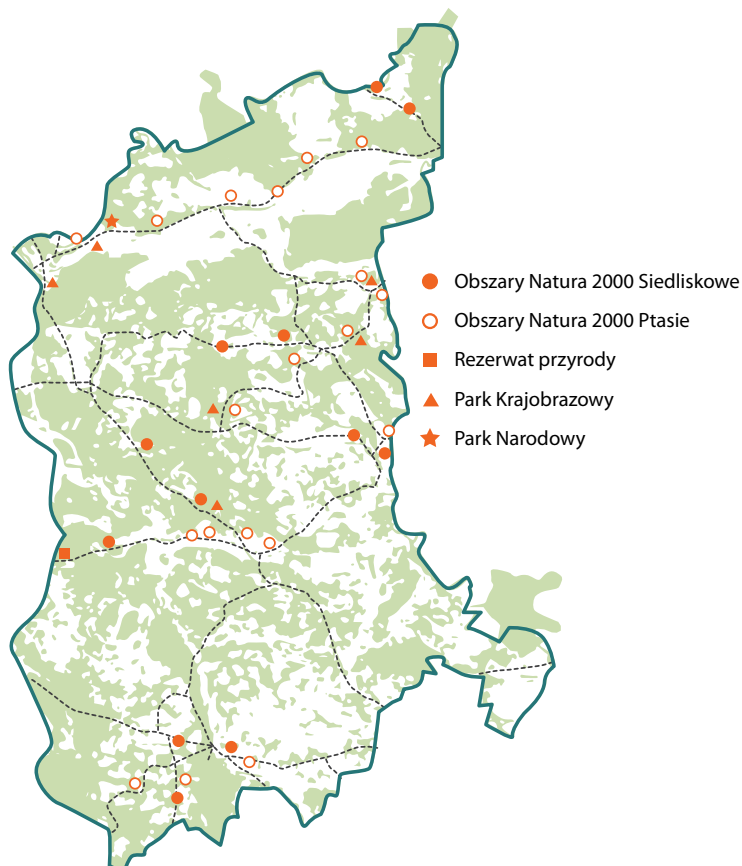 Obszary Natura 2000 Siedliskowe
Obszary Natura 2000 Ptasie
Rezerwat przyrody
Park Krajobrazowy
Park Narodowy